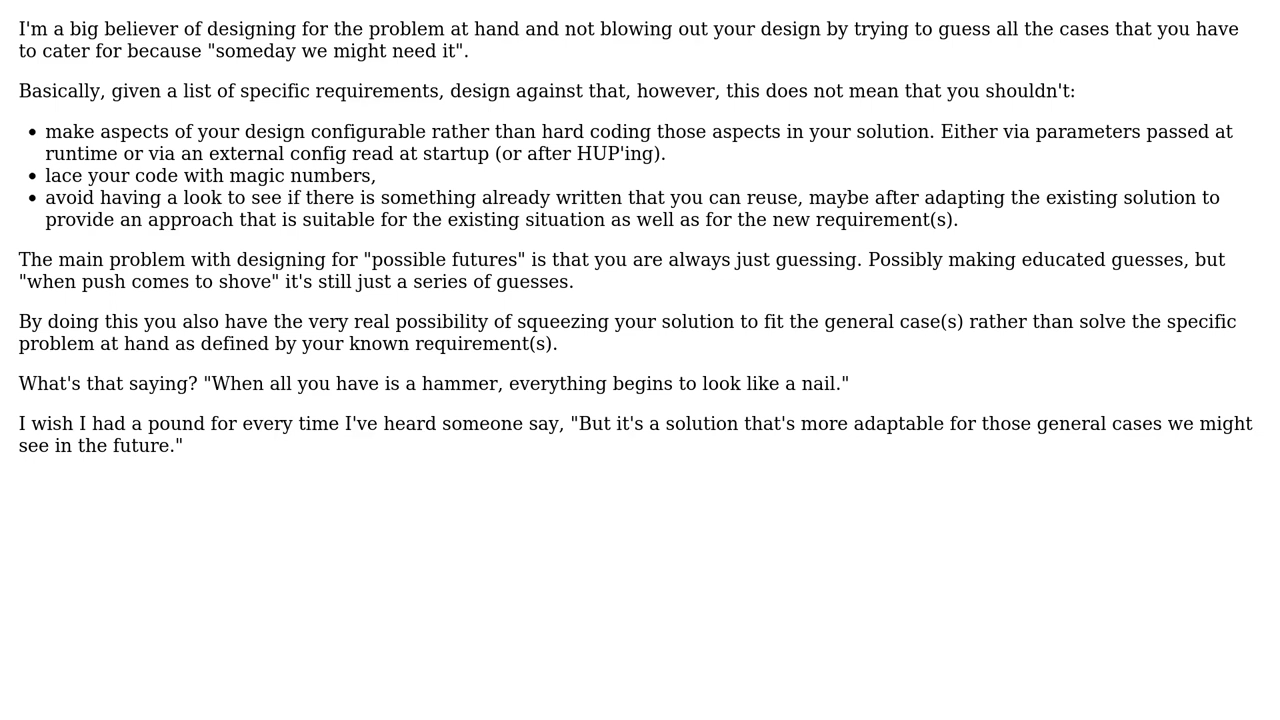 I'm a big believer of designing for the problem at hand and not blowing out your design by trying to guess all the cases that you have
to cater for because "someday we might need it".
Basically, given a list of specific requirements, design against that, however, this does not mean that you shouldn't:
• make aspects of your design configurable rather than hard coding those aspects in your solution. Either via parameters passed at
runtime or via an external config read at startup (or after HUP'ing).
• lace your code with magic numbers,
• avoid having a look to see if there is something already written that you can reuse, maybe after adapting the existing solution to
provide an approach that is suitable for the existing situation as well as for the new requirement(s).
The main problem with designing for "possible futures" is that you are always just guessing. Possibly making educated guesses, but
"when push comes to shove" it's still just a series of guesses.
By doing this you also have the very real possibility of squeezing your solution to fit the general case(s) rather than solve the specific
problem at hand as defined by your known requirement(s).
What's that saying? "When all you have is a hammer, everything begins to look like a nail."
I wish I had a pound for every time I've heard someone say, "But it's a solution that's more adaptable for those general cases we might
see in the future."